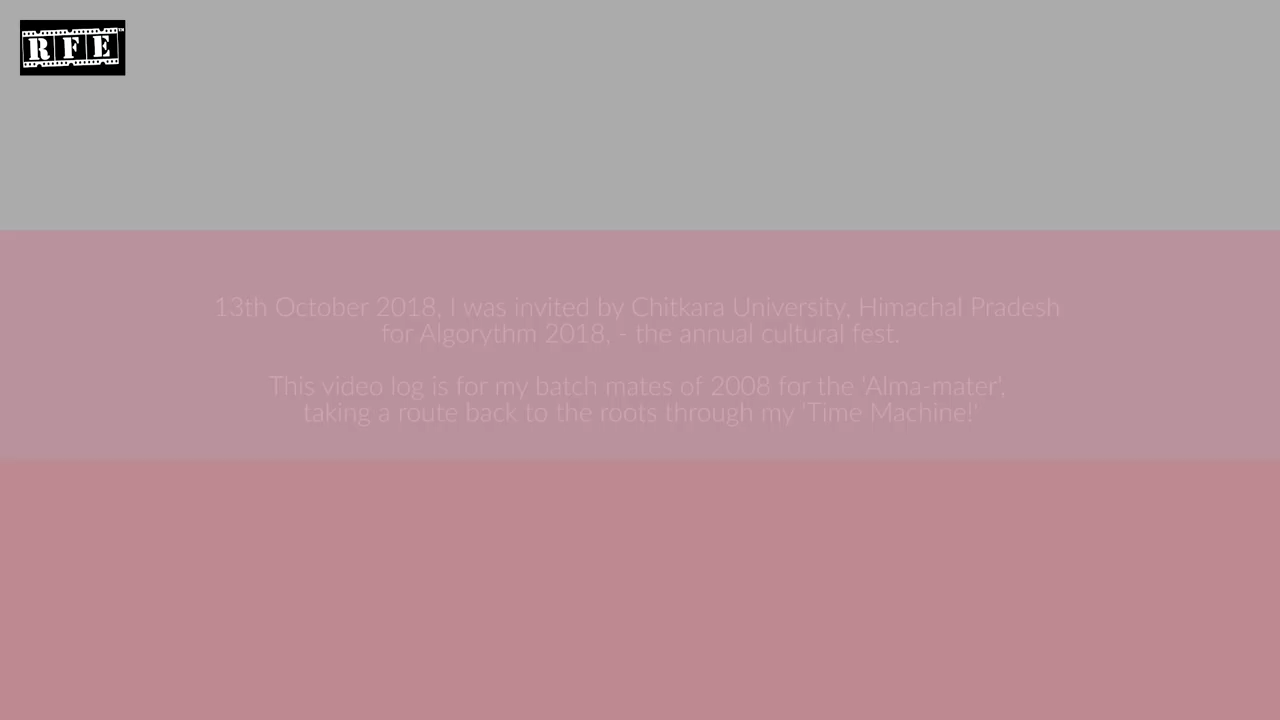 RFE
13th October 2018, I was invited by Chitkara University, Himachal Pradesh
for Algorythm 2018, - the annual cultural fest.
This video log is for my batch mates of 2008 for the 'Alma-mater',
taking a route back to the roots through my 'Time Machine!'